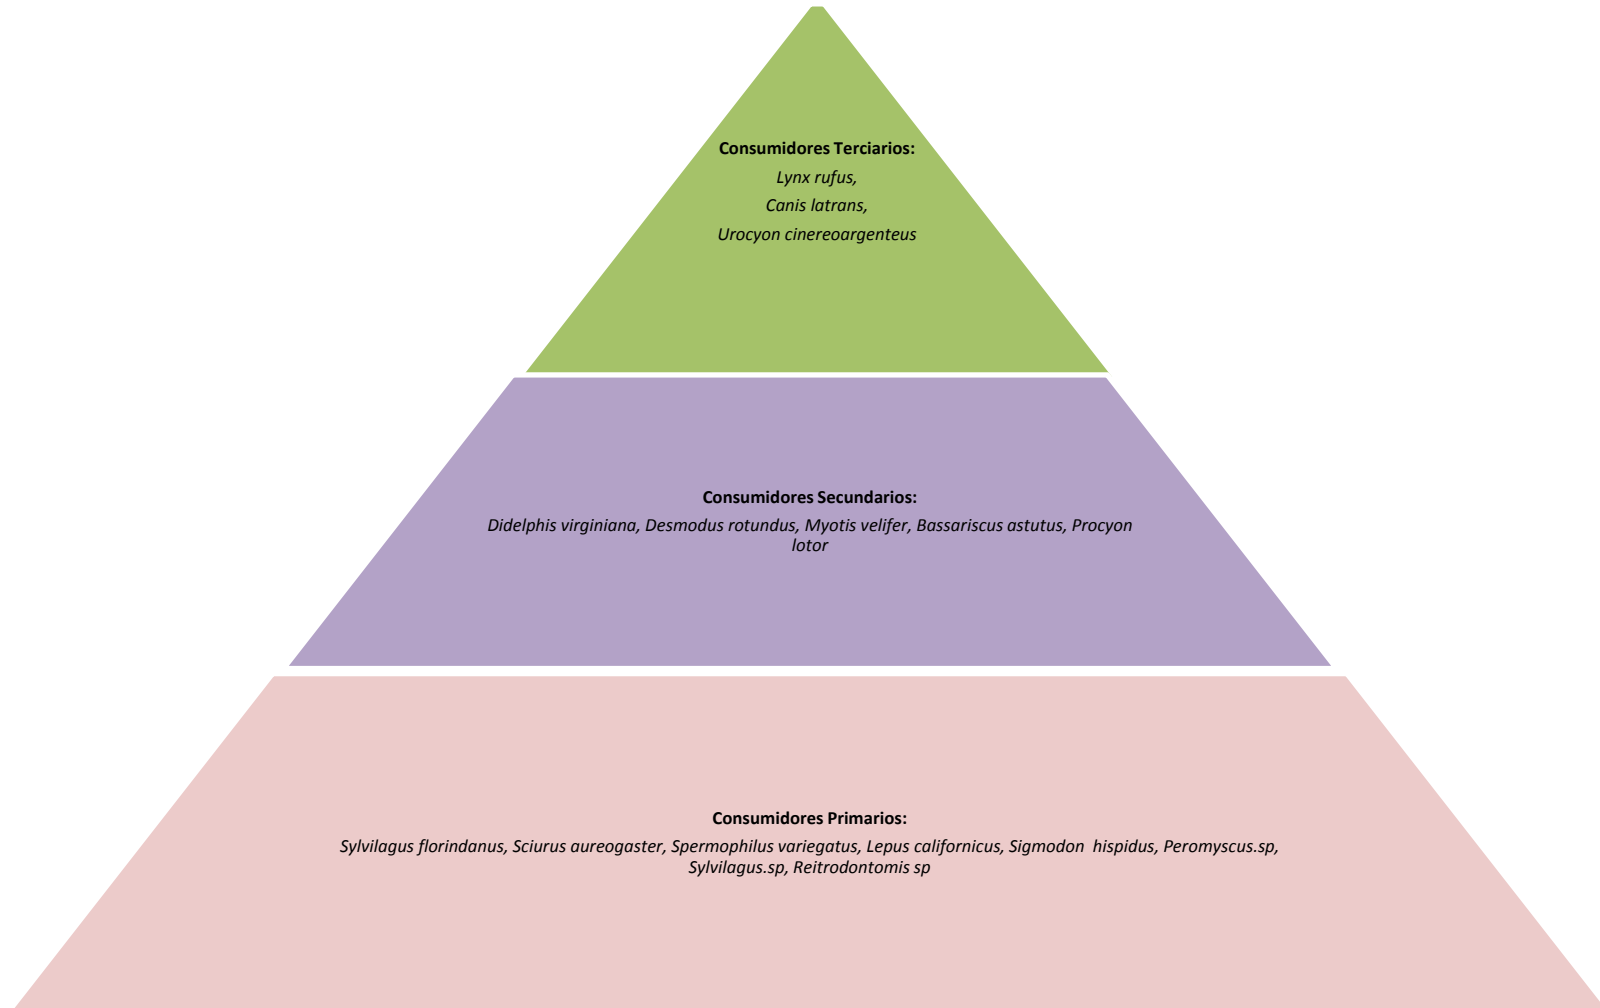 Consumidores Terciarios:
Lynx rufus,
Canis latrans,
Urocyon cinereoargenteus
Consumidores Secundarios:
Didelphis virginiana, Desmodus rotundus, Myotis velifer, Bassariscus astutus, Procyon
lotor
Consumidores Primarios:
Sylvilagus florindanus, Sciurus aureogaster, Spermophilus variegatus, Lepus californicus, Sigmodon  hispidus, Peromyscus.sp,
Sylvilagus.sp, Reitrodontomis sp